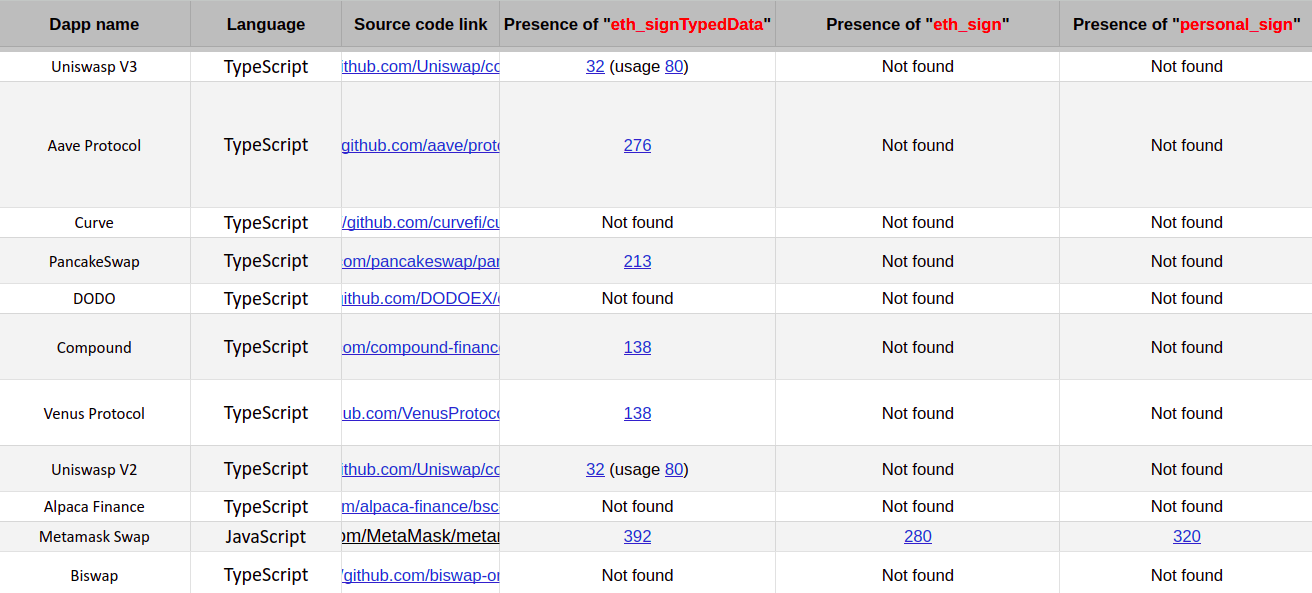 Dapp name Language Source code link Presence of "eth_signTypedData" Presence of "eth_sign" Presence of "personal_sign"
Uniswasp V3 TypeScript ithub.com/Uniswap/co 32 (usage 80) Not found Not found
Aave Protocol TypeScript github.com/aave/proto 276 Not found Not found
Curve TypeScript /github.com/curvefi/cu Not found Not found Not found
PancakeSwap TypeScript om/pancakeswap/pan 213 Not found Not found
DODO TypeScript ithub.com/DODOEX/ Not found Not found Not found
Compound TypeScript om/compound-financ 138 Not found Not found
Venus Protocol TypeScript ub.com/VenusProtoco 138 Not found Not found
Uniswasp V2 TypeScript ithub.com/Uniswap/co 32 (usage 80) Not found Not found
Alpaca Finance TypeScript m/alpaca-finance/bsc Not found Not found Not found
Metamask Swap JavaScript om/MetaMask/metam 392 280 320
Biswap TypeScript /github.com/biswap-or Not found Not found Not found